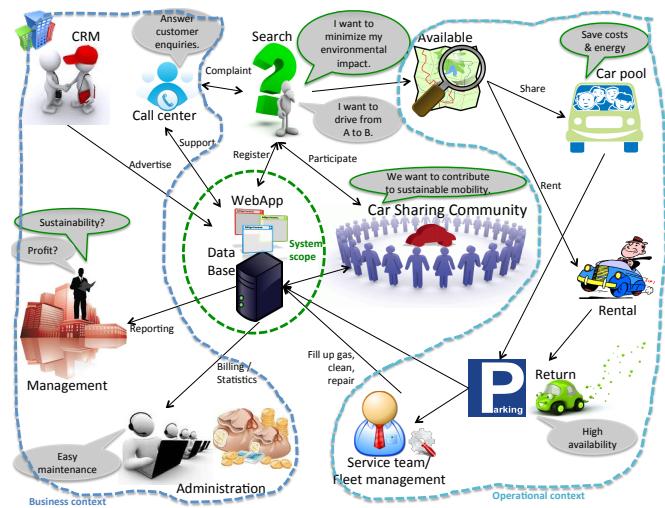 Answer
customer
enquiries.
CRM
Call center
Complaint
Search
I want to
minimize my
environmental
impact.
I want to
drive from
A to B.
Available
Share
Save costs
& energy
Car pool
Support
Advertise
Register
Participate
Rent
We want to contribute
to sustainable mobility.
Car Sharing Community
WebApp
System
scope
Data
Base
Sustainability?
Profit?
Reporting
Management
Rental
Billing /
Statistics
Fill up gas,
clean,
repair
P
arking
Return
High
availability
Easy
maintenance
Administration
Service team/
Fleet management
Business context
Operational context